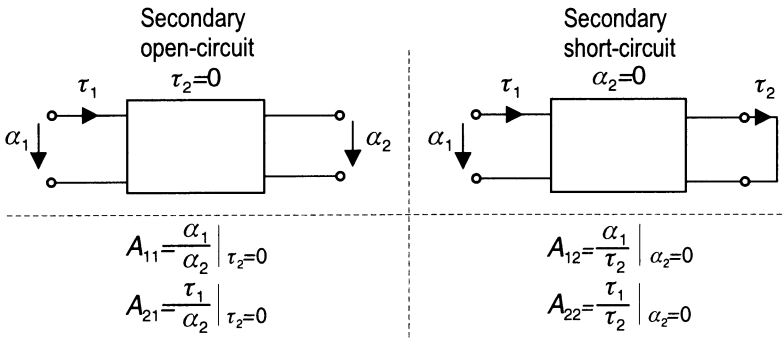 Secondary
open-circuit
τ₂=0
τ₁
α₁
α₂
A₁₁=α₁/α₂|τ₂=0
A₂₁=τ₁/α₂|τ₂=0
Secondary
short-circuit
α₂=0
τ₁
τ₂
α₁
A₁₂=α₁/τ₂|α₂=0
A₂₂=τ₁/τ₂|α₂=0